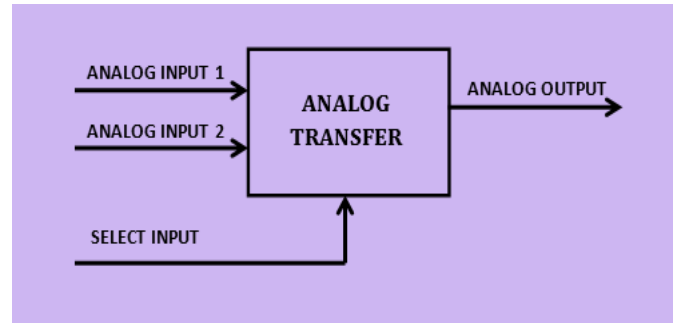 ANALOG INPUT 1
ANALOG INPUT 2
SELECT INPUT
ANALOG
TRANSFER
ANALOG OUTPUT